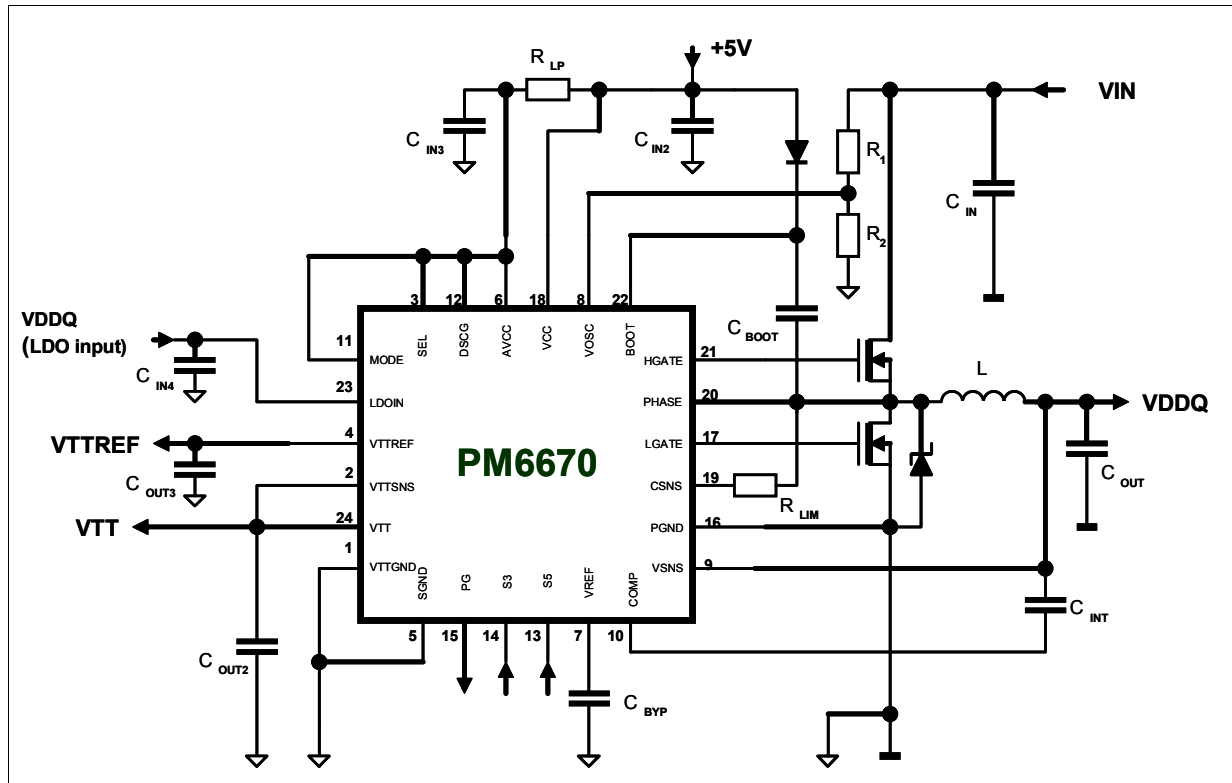 +5V
R LP
VIN
C IN3
C IN2
R 1
C IN
R 2
3 12 6 18 8 22
SEL DSCG AVCC VCC VOSC BOOT
C BOOT
VDDQ
(LDO input)
C IN4
11 MODE
23 LDOIN
4 VTTREF
2 VTTSNS
24 VTT
1 VTTGND
VTTREF
C OUT3
VTT
C OUT2
PM6670
HGATE 21
PHASE 20
LGATE 17
CSNS 19
R LIM
PGND 16
VSNS 9
L
VDDQ
C OUT
C INT
SGND PG S3 S5 VREF COMP
5 15 14 13 7 10
C BYP